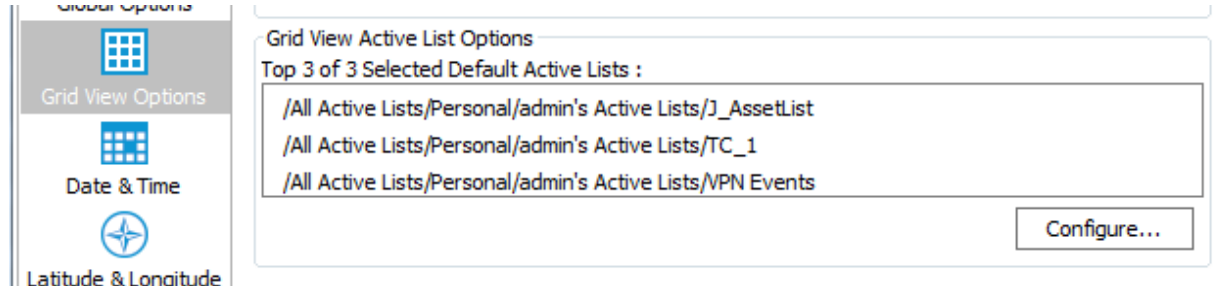 Global Options
Grid View Options
Date & Time
Latitude & Longitude
Grid View Active List Options
Top 3 of 3 Selected Default Active Lists :
/All Active Lists/Personal/admin's Active Lists/J_AssetList
/All Active Lists/Personal/admin's Active Lists/TC_1
/All Active Lists/Personal/admin's Active Lists/VPN Events
Configure...